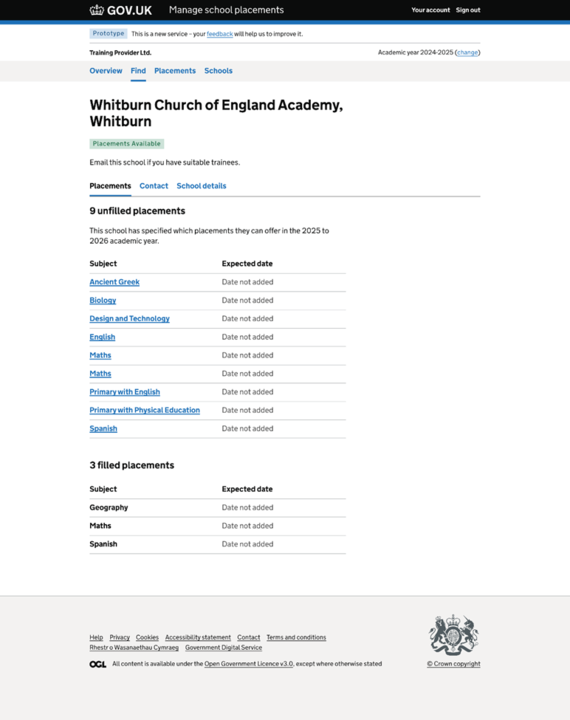 GOV.UK Manage school placements Your account Sign out
Prototype This is a new service – your feedback will help us to improve it.
Training Provider Ltd. Academic year 2024-2025 (change)
Overview Find Placements Schools
Whitburn Church of England Academy,
Whitburn
Placements Available
Email this school if you have suitable trainees.
Placements Contact School details
9 unfilled placements
This school has specified which placements they can offer in the 2025 to
2026 academic year.
Subject Expected date
Ancient Greek Date not added
Biology Date not added
Design and Technology Date not added
English Date not added
Maths Date not added
Maths Date not added
Primary with English Date not added
Primary with Physical Education Date not added
Spanish Date not added
3 filled placements
Subject Expected date
Geography Date not added
Maths Date not added
Spanish Date not added
Help Privacy Cookies Accessibility statement Contact Terms and conditions
Rhestr o Wasanaethau Cymraeg Government Digital Service
OGL All content is available under the Open Government Licence v3.0, except where otherwise stated © Crown copyright